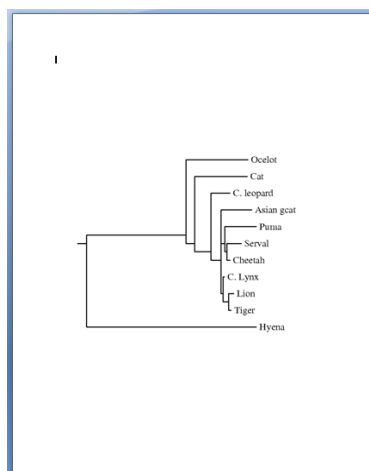 Ocelot
Cat
C. leopard
Asian gcat
Puma
Serval
Cheetah
C. Lynx
Lion
Tiger
Hyena